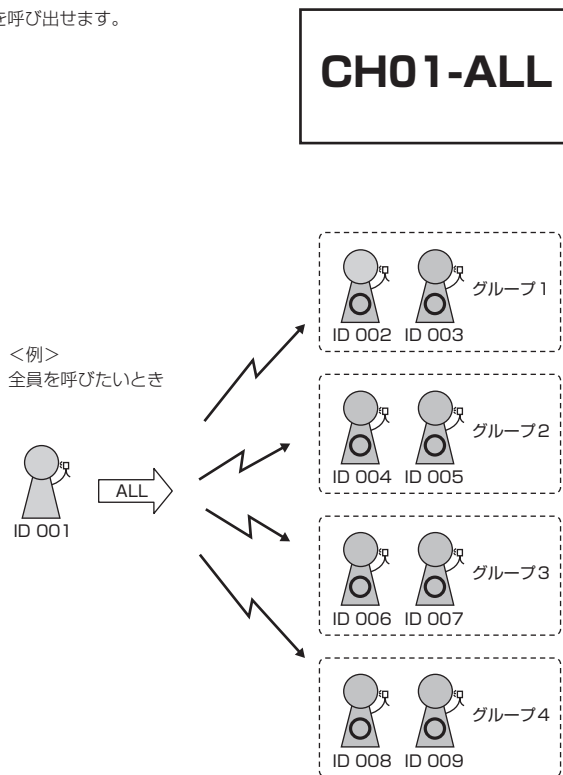 を呼び出せます。
CH01-ALL
＜例＞
全員を呼びたいとき
ID 001
ALL
グループ1
ID 002 ID 003
グループ2
ID 004 ID 005
グループ3
ID 006 ID 007
グループ4
ID 008 ID 009